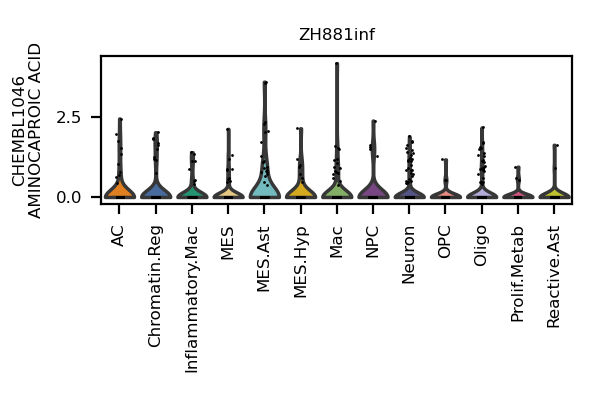 ZH881inf
CHEMBL1046
AMINOCAPROIC ACID
2.5
0.0
AC
Chromatin.Reg
Inflammatory.Mac
MES
MES.Ast
MES.Hyp
Mac
NPC
Neuron
OPC
Oligo
Prolif.Metab
Reactive.Ast